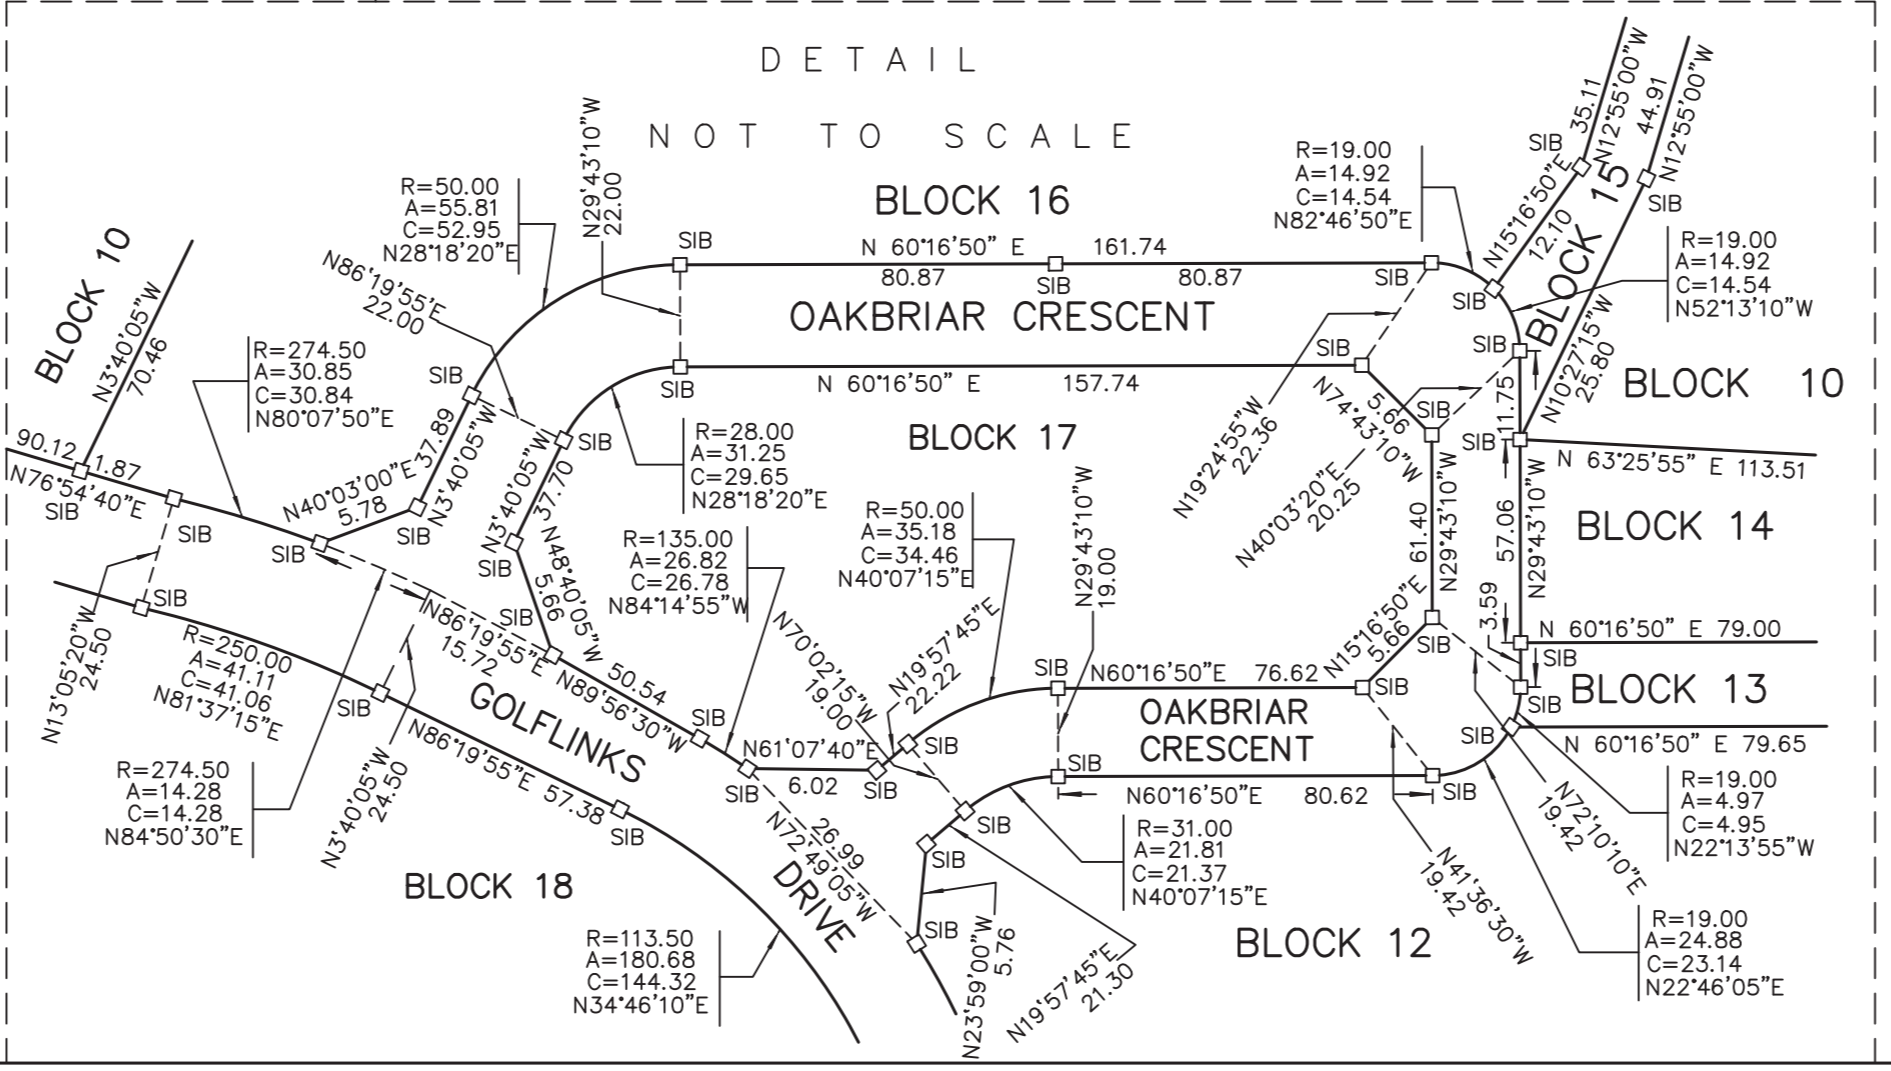 DETAIL
NOT TO SCALE
BLOCK 16
R=50.00
A=55.81
C=52.95
N28°18'20"E
N29°43'10"W
22.00
R=19.00
A=14.92
C=14.54
N82°46'50"E
35.11
N12°55'00"W
44.91
N12°55'00"W
SIB
SIB
N15°16'50"E
12.10
BLOCK 15
R=19.00
A=14.92
C=14.54
N52°13'10"W
BLOCK 10
N3°40'05"W
70.46
N86°19'55"E
22.00
SIB
N 60°16'50" E 161.74
80.87
SIB
80.87
SIB
SIB
OAKBRIAR CRESCENT
SIB
SIB
N 60°16'50" E 157.74
SIB
R=274.50
A=30.85
C=30.84
N80°07'50"E
SIB
SIB
R=28.00
A=31.25
C=29.65
N28°18'20"E
BLOCK 17
N19°24'55"W
22.36
N74°43'10"W
5.66
SIB
N40°03'20"E
20.25
11.75
SIB
N10°27'15"W
25.80
BLOCK 10
N 63°25'55" E 113.51
90.12
1.87
N76°54'40"E
SIB
SIB
N40°03'00"E
5.78
37.89
N3°40'05"W
SIB
SIB
N3°40'05"W
37.70
SIB
N48°40'05"W
5.66
SIB
R=135.00
A=26.82
C=26.78
N84°14'55"W
R=50.00
A=35.18
C=34.46
N40°07'15"E
N29°43'10"W
19.00
61.40
N29°43'10"W
57.06
N29°43'10"W
BLOCK 14
N 60°16'50" E 79.00
3.59
SIB
SIB
BLOCK 13
N 60°16'50" E 79.65
SIB
N15°16'50"E
5.66
SIB
SIB
N60°16'50"E 76.62
SIB
OAKBRIAR
CRESCENT
N13°05'20"W
24.50
SIB
R=250.00
A=41.11
C=41.06
N81°37'15"E
SIB
N86°19'55"E
15.72
GOLFLINKS
DRIVE
N89°56'30"W
50.54
SIB
N61°07'40"E
6.02
SIB
SIB
N70°02'15"W
19.00
N19°57'45"E
22.22
SIB
SIB
SIB
SIB
N60°16'50"E 80.62
SIB
R=274.50
A=14.28
C=14.28
N84°50'30"E
N3°40'05"W
24.50
N86°19'55"E 57.38
SIB
BLOCK 18
26.99
N72°49'05"W
SIB
N23°59'00"W
5.76
N19°57'45"E
21.30
R=31.00
A=21.81
C=21.37
N40°07'15"E
BLOCK 12
N41°36'30"W
19.42
N72°10'10"E
19.42
R=19.00
A=4.97
C=4.95
N22°13'55"W
R=19.00
A=24.88
C=23.14
N22°46'05"E
R=113.50
A=180.68
C=144.32
N34°46'10"E